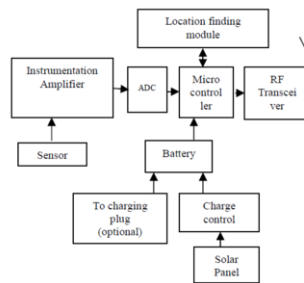 Location finding
module
Instrumentation
Amplifier
ADC
Micro
control
ler
RF
Transcei
ver
Sensor
Battery
To charging
plug
(optional)
Charge
control
Solar
Panel